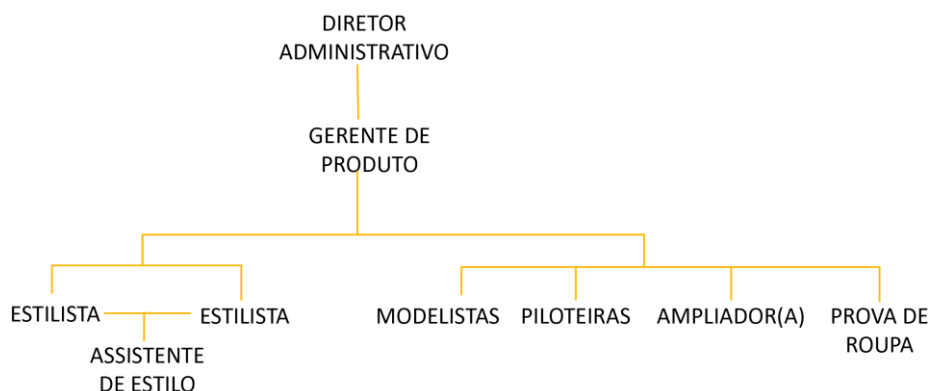 DIRETOR
ADMINISTRATIVO
GERENTE DE
PRODUTO
ESTILISTA
ESTILISTA
ASSISTENTE
DE ESTILO
MODELISTAS
PILOTEIRAS
AMPLIADOR(A)
PROVA DE
ROUPA